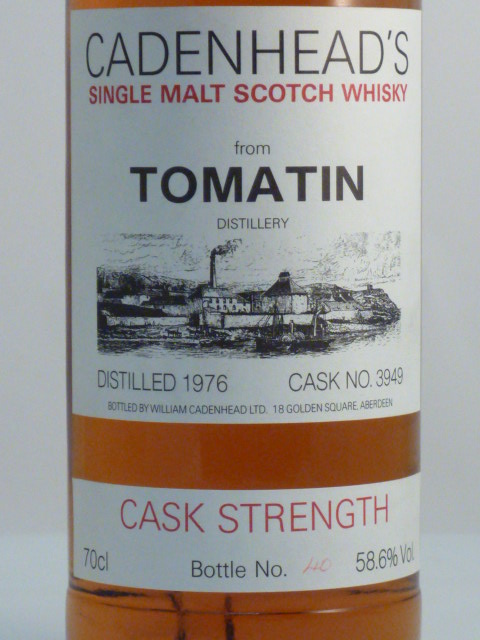 CADENHEAD'S
SINGLE MALT SCOTCH WHISKY
from
TOMATIN
DISTILLERY
DISTILLED 1976 CASK NO. 3949
BOTTLED BY WILLIAM CADENHEAD LTD. 18 GOLDEN SQUARE, ABERDEEN
CASK STRENGTH
70cl Bottle No. 40 58.6% Vol.